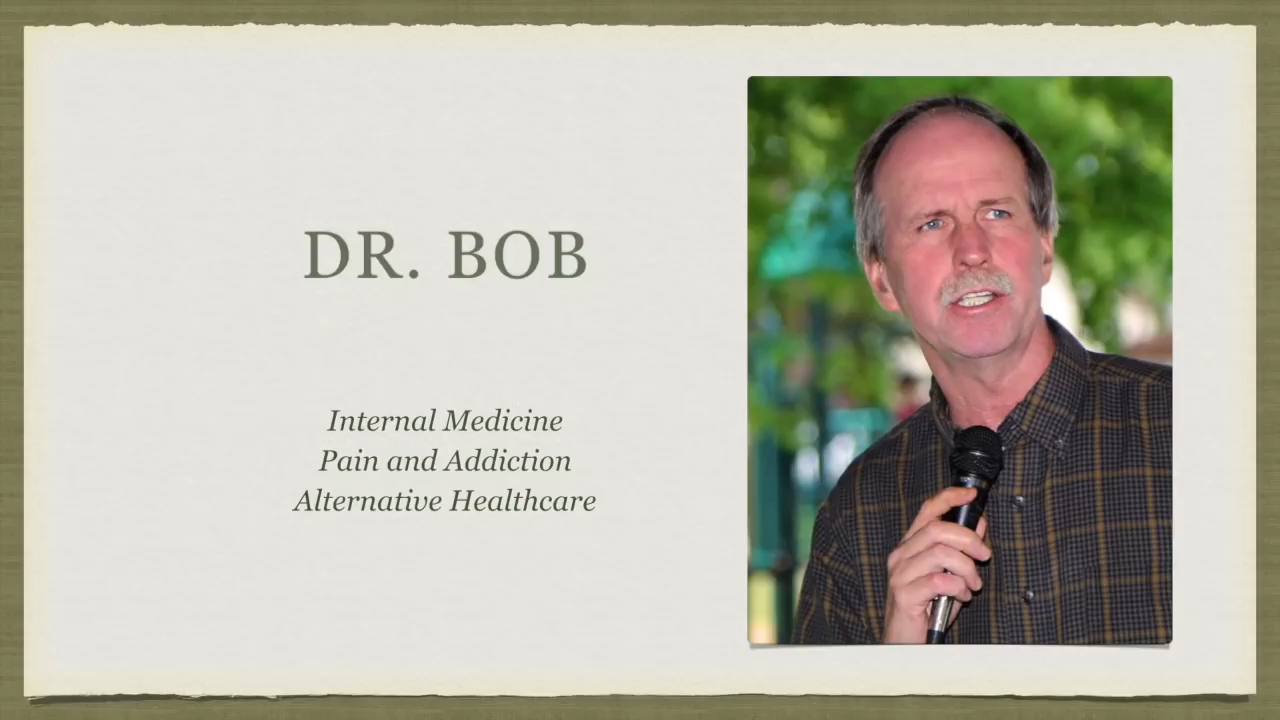 DR. BOB
Internal Medicine
Pain and Addiction
Alternative Healthcare